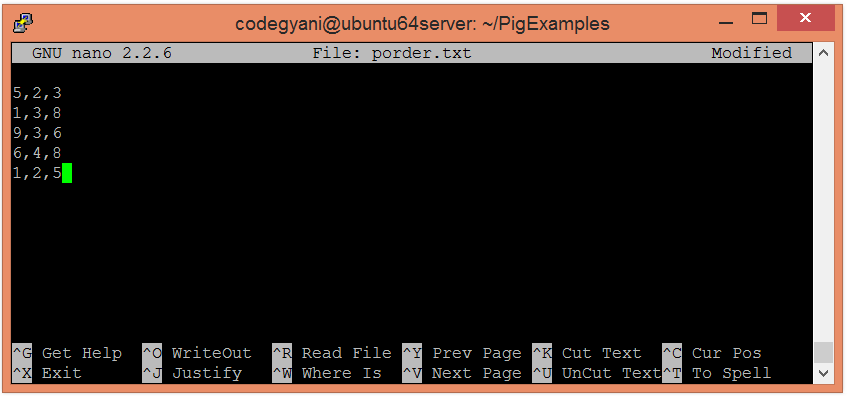 codegyani@ubuntu64server: ~/PigExamples
GNU nano 2.2.6 File: porder.txt Modified
5,2,3
1,3,8
9,3,6
6,4,8
1,2,5
^G Get Help ^O WriteOut ^R Read File ^Y Prev Page ^K Cut Text ^C Cur Pos
^X Exit ^J Justify ^W Where Is ^V Next Page ^U UnCut Text ^T To Spell